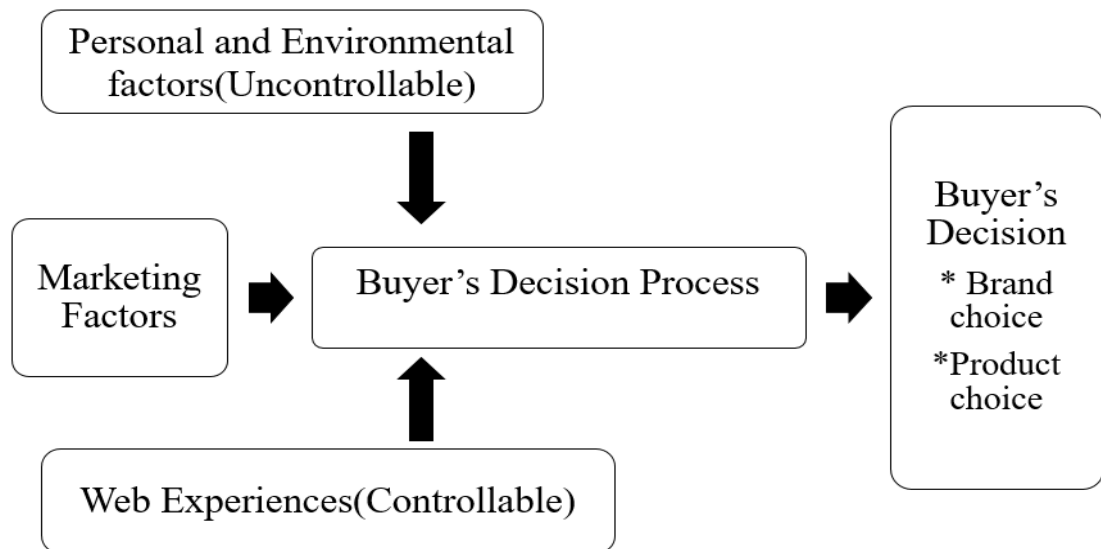 Personal and Environmental
factors(Uncontrollable)
Marketing
Factors
Buyer’s Decision Process
Buyer’s
Decision
* Brand
choice
*Product
choice
Web Experiences(Controllable)